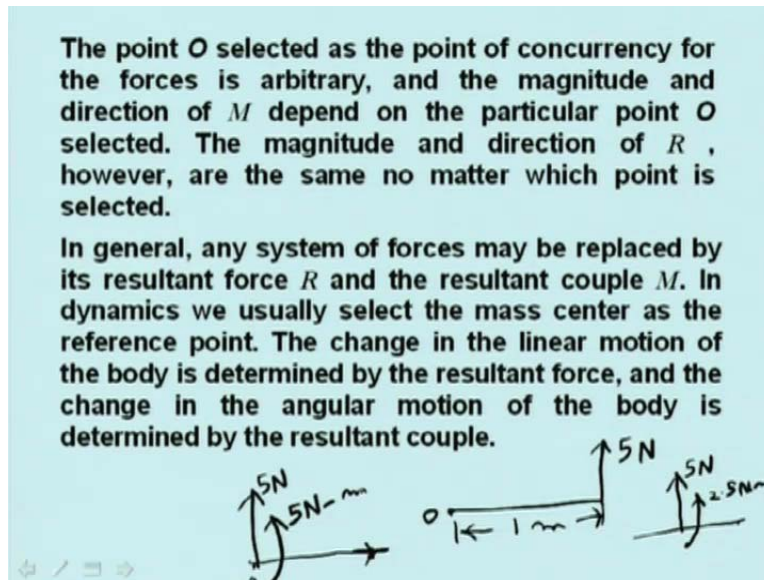 The point O selected as the point of concurrency for
the forces is arbitrary, and the magnitude and
direction of M depend on the particular point O
selected. The magnitude and direction of R ,
however, are the same no matter which point is
selected.
In general, any system of forces may be replaced by
its resultant force R and the resultant couple M. In
dynamics we usually select the mass center as the
reference point. The change in the linear motion of
the body is determined by the resultant force, and the
change in the angular motion of the body is
determined by the resultant couple.
5N
5N-m
O
1 m
5N
5N
2.5Nm